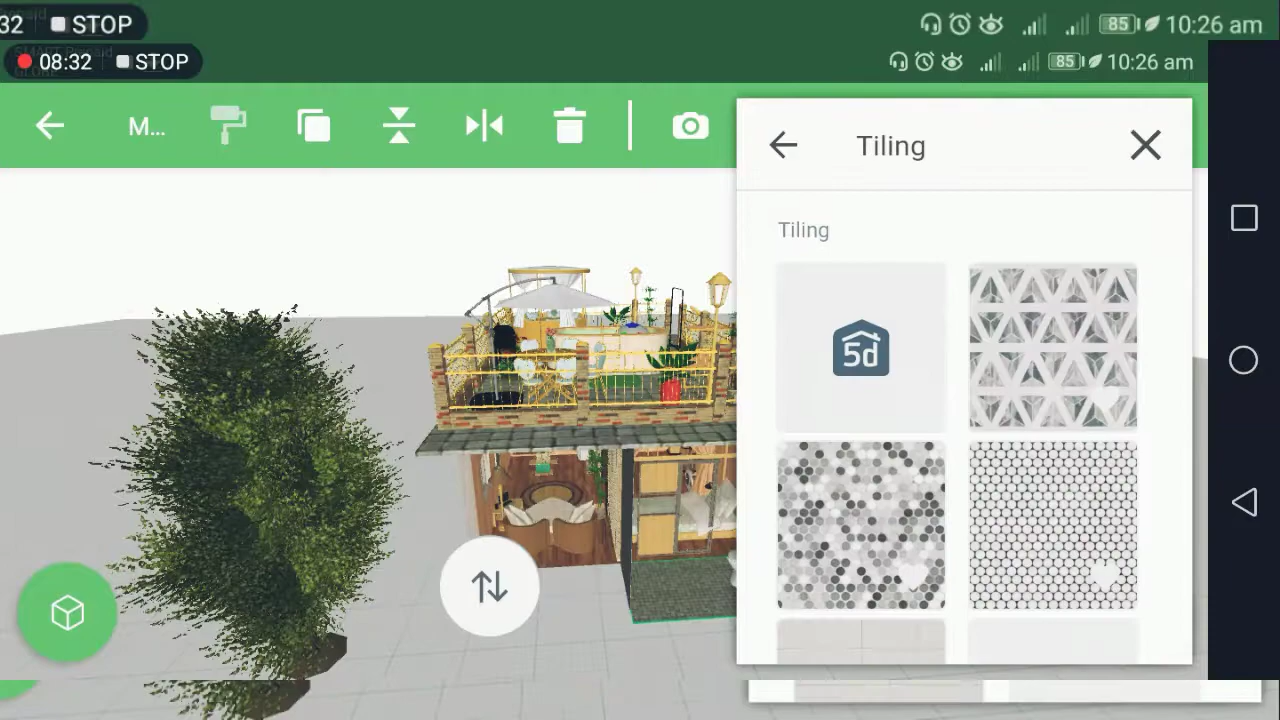 32 STOP 85 10:26 am
08:32 STOP 85 10:26 am
M...
Tiling
Tiling
5d